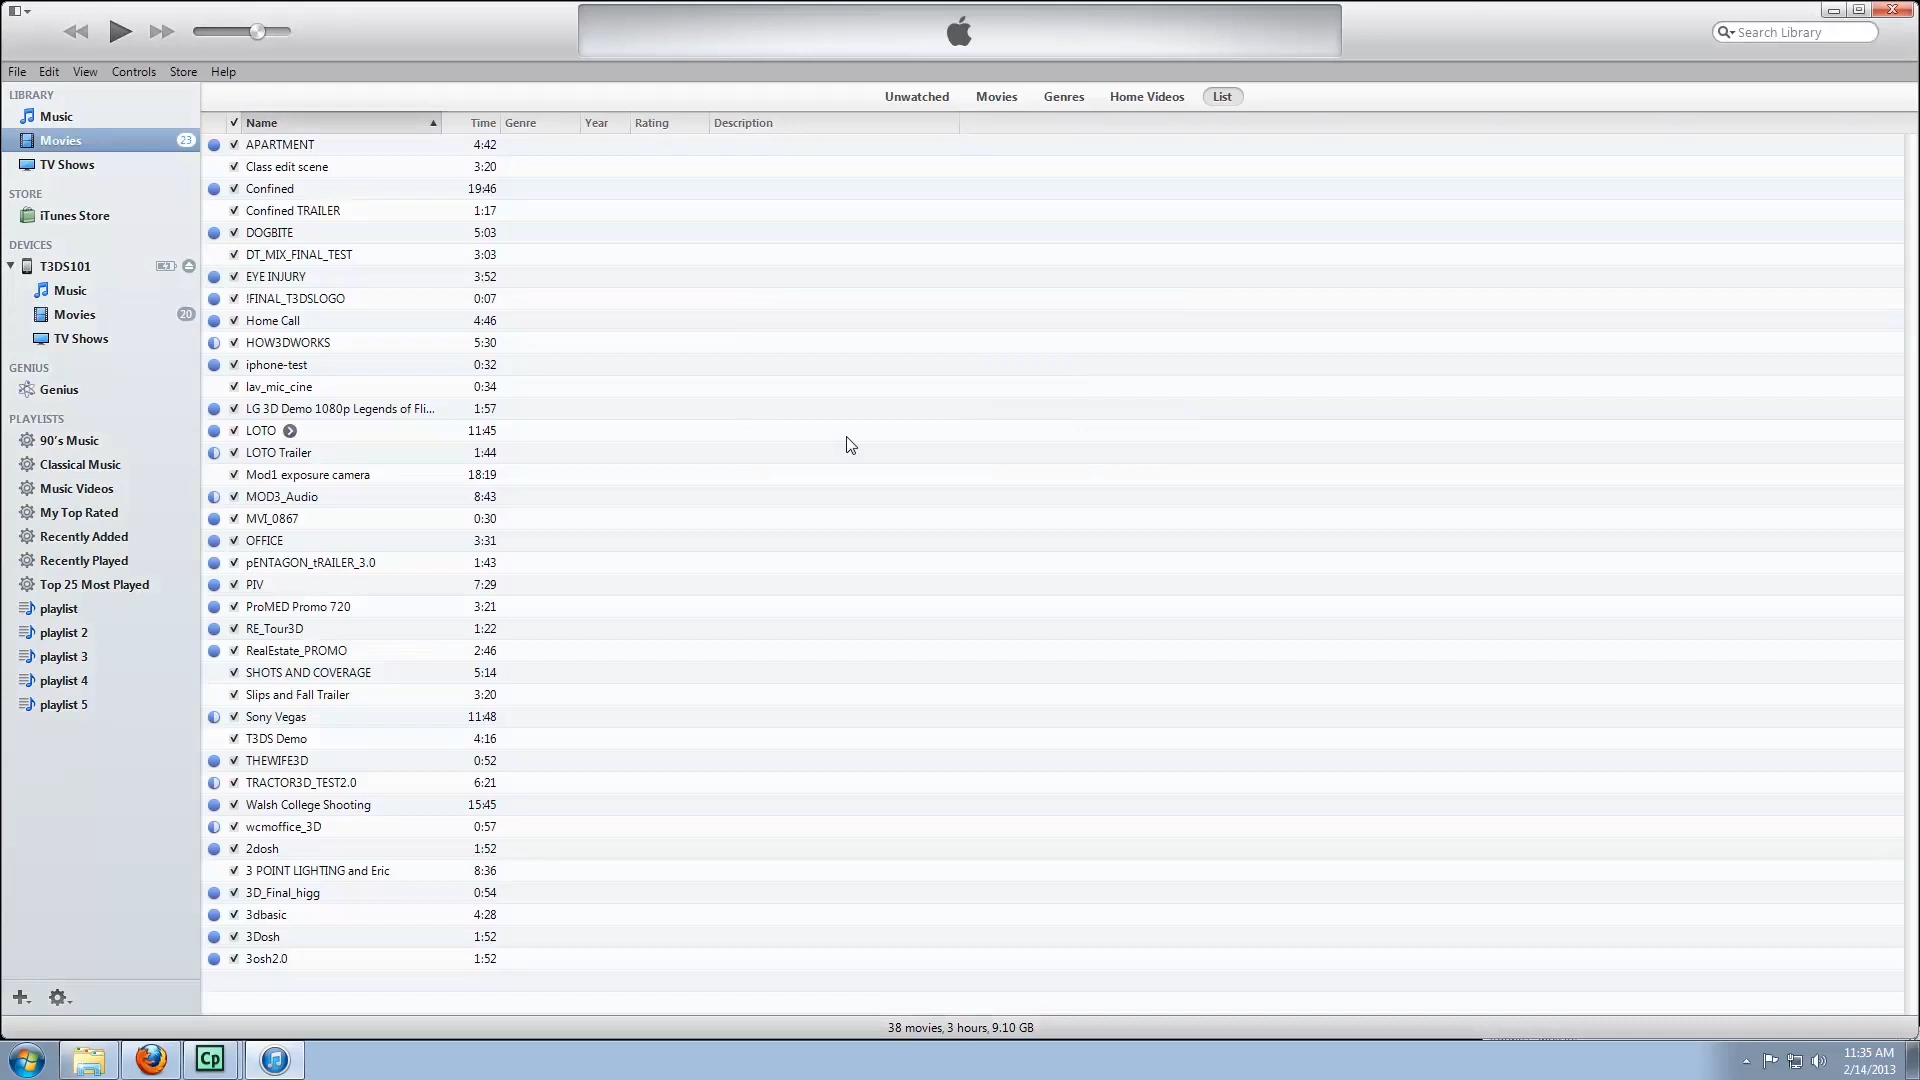 Search Library
File Edit View Controls Store Help
LIBRARY
Music
Movies 23
TV Shows
STORE
iTunes Store
DEVICES
T3DS101
Music
Movies 20
TV Shows
GENIUS
Genius
PLAYLISTS
90's Music
Classical Music
Music Videos
My Top Rated
Recently Added
Recently Played
Top 25 Most Played
playlist
playlist 2
playlist 3
playlist 4
playlist 5
Unwatched Movies Genres Home Videos List
Name Time Genre Year Rating Description
APARTMENT 4:42
Class edit scene 3:20
Confined 19:46
Confined TRAILER 1:17
DOGBITE 5:03
DT_MIX_FINAL_TEST 3:03
EYE INJURY 3:52
!FINAL_T3DSLOGO 0:07
Home Call 4:46
HOW3DWORKS 5:30
iphone-test 0:32
lav_mic_cine 0:34
LG 3D Demo 1080p Legends of Fli... 1:57
LOTO 11:45
LOTO Trailer 1:44
Mod1 exposure camera 18:19
MOD3_Audio 8:43
MVI_0867 0:30
OFFICE 3:31
pENTAGON_tRAILER_3.0 1:43
PIV 7:29
ProMED Promo 720 3:21
RE_Tour3D 1:22
RealEstate_PROMO 2:46
SHOTS AND COVERAGE 5:14
Slips and Fall Trailer 3:20
Sony Vegas 11:48
T3DS Demo 4:16
THEWIFE3D 0:52
TRACTOR3D_TEST2.0 6:21
Walsh College Shooting 15:45
wcmoffice_3D 0:57
2dosh 1:52
3 POINT LIGHTING and Eric 8:36
3D_Final_higg 0:54
3dbasic 4:28
3Dosh 1:52
3osh2.0 1:52
38 movies, 3 hours, 9.10 GB
Cp
11:35 AM
2/14/2013